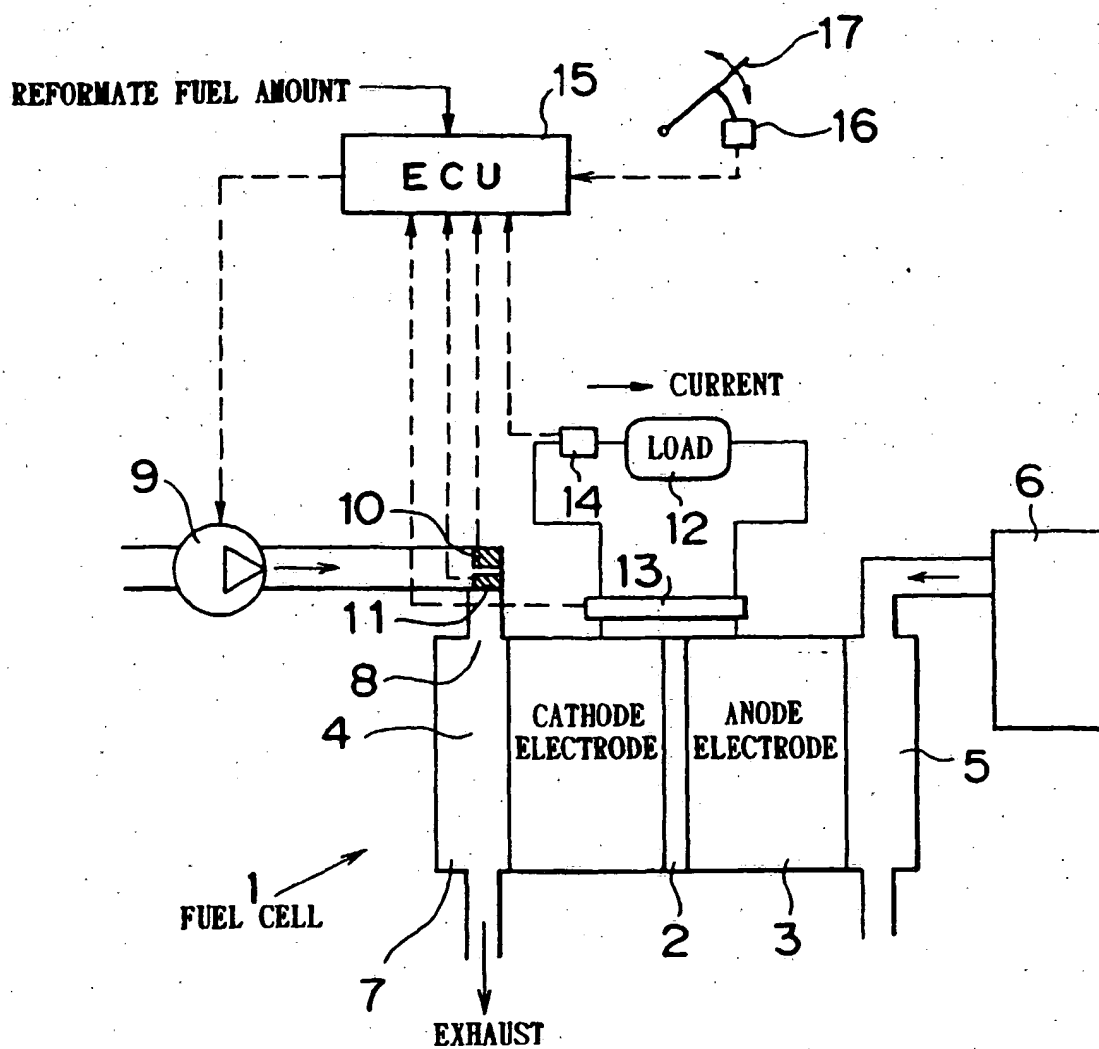 17
REFORMATE FUEL AMOUNT
15
16
ECU
CURRENT
9
10
LOAD
14
12
6
13
11
8
4
CATHODE
ELECTRODE
ANODE
ELECTRODE
5
1
FUEL CELL
2
3
7
EXHAUST